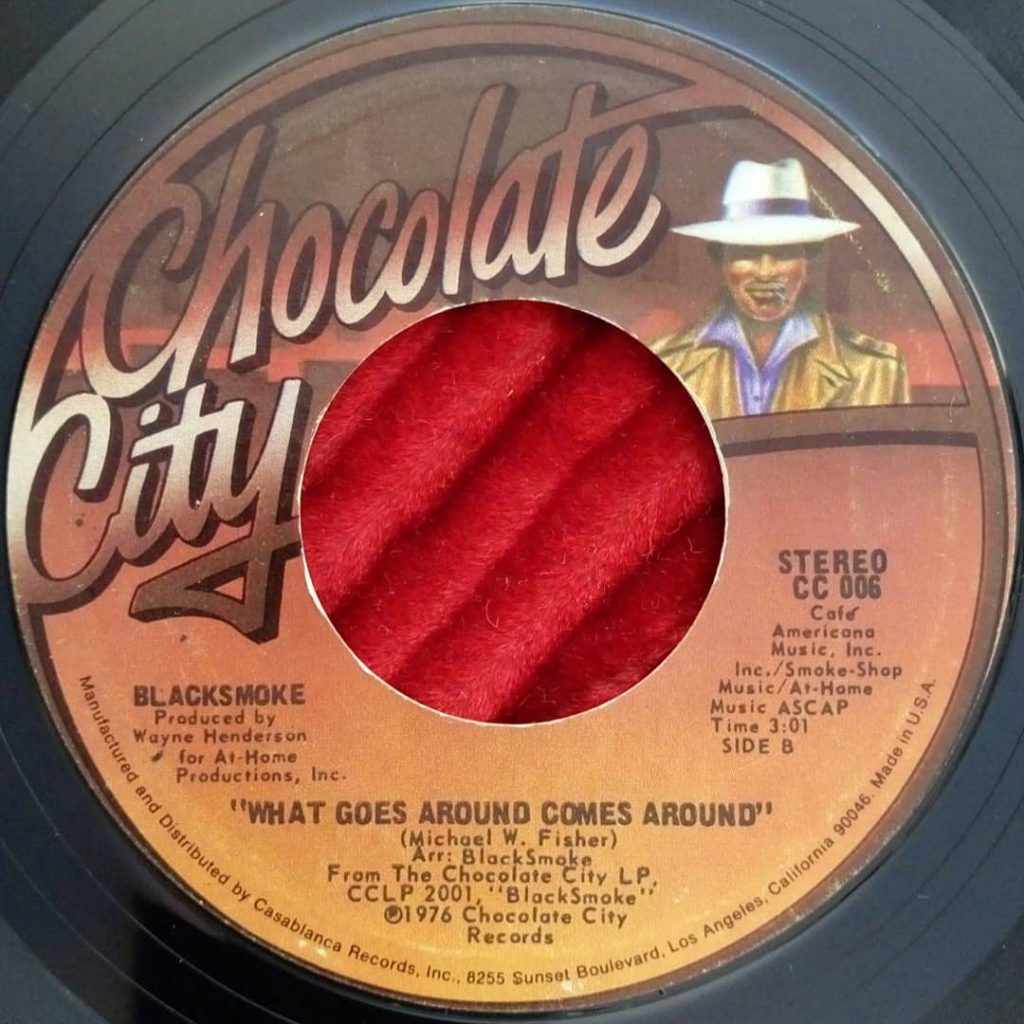 Chocolate
City
STEREO
CC 006
Café
Americana
Music, Inc.
Inc./Smoke-Shop
Music/At-Home
Music ASCAP
Time 3:01
SIDE B
BLACKSMOKE
Produced by
Wayne Henderson
for At-Home
Productions, Inc.
"WHAT GOES AROUND COMES AROUND"
(Michael W. Fisher)
Arr: BlackSmoke
From The Chocolate City LP,
CCLP 2001, "BlackSmoke"
℗1976 Chocolate City
Records
Manufactured and Distributed by Casablanca Records, Inc., 8255 Sunset Boulevard, Los Angeles, California 90046. Made in U.S.A.